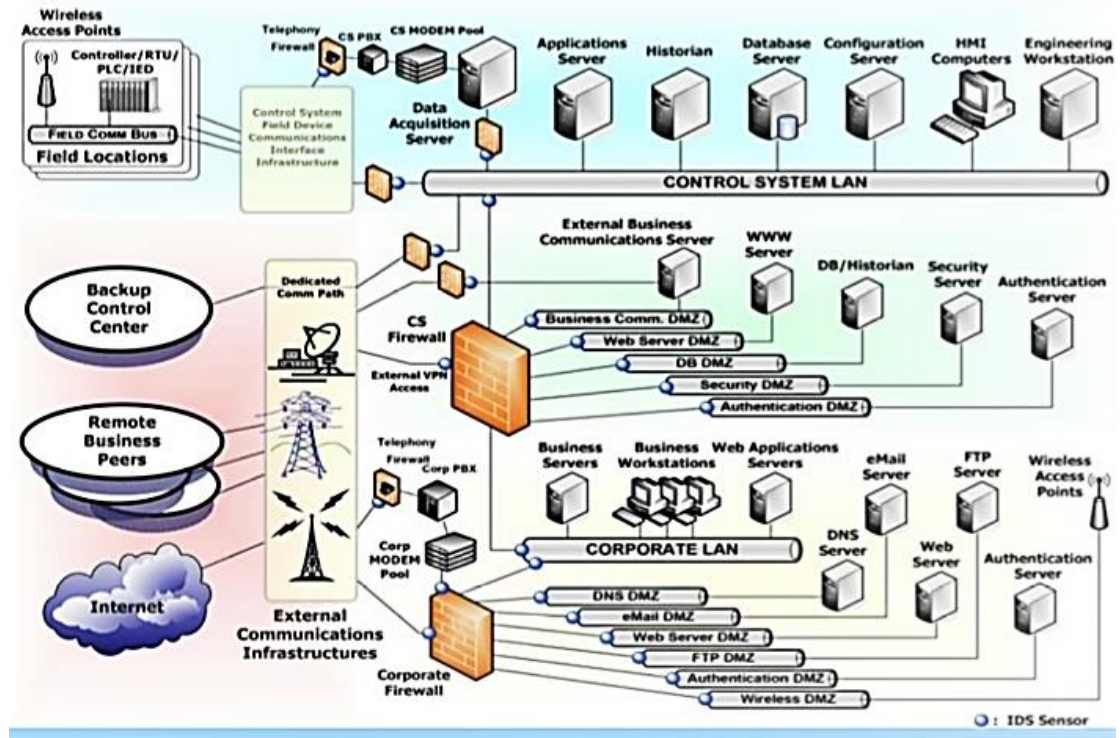 Wireless
Access Points
Controller/RTU/
PLC/IED
FIELD COMM BUS
Field Locations
Telephony
Firewall
CS PBX
CS MODEM Pool
Control System
Field Device
Communications
Interface
Infrastructure
Data
Acquisition
Server
Applications
Server
Historian
Database
Server
Configuration
Server
HMI
Computers
Engineering
Workstation
CONTROL SYSTEM LAN
Backup
Control
Center
Dedicated
Comm Path
External Business
Communications Server
WWW
Server
DB/Historian
Security
Server
Authentication
Server
CS
Firewall
External VPN
Access
Business Comm. DMZ
Web Server DMZ
DB DMZ
Security DMZ
Authentication DMZ
Remote
Business
Peers
Telephony
Firewall
Corp PBX
Corp
MODEM
Pool
Business
Servers
Business
Workstations
Web Applications
Servers
eMail
Server
FTP
Server
Wireless
Access
Points
CORPORATE LAN
DNS
Server
Web
Server
Authentication
Server
Internet
External
Communications
Infrastructures
Corporate
Firewall
DNS DMZ
eMail DMZ
Web Server DMZ
FTP DMZ
Authentication DMZ
Wireless DMZ
: IDS Sensor